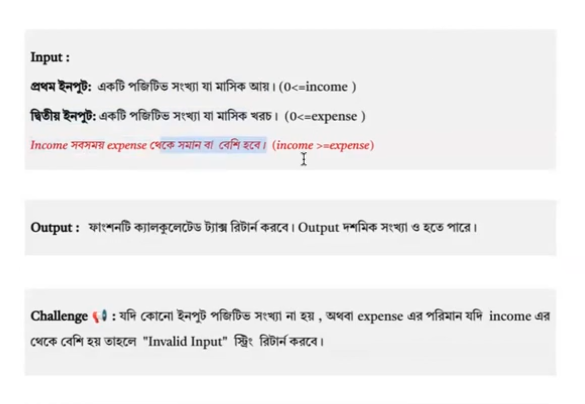 Input :
প্রথম ইনপুট: একটি পজিটিভ সংখ্যা যা মাসিক আয়। (0<=income )
দ্বিতীয় ইনপুট: একটি পজিটিভ সংখ্যা যা মাসিক খরচ। (0<=expense )
Income সবসময় expense থেকে সমান বা বেশি হবে। (income >=expense)
Output : ফাংশনটি ক্যালকুলেটেড ট্যাক্স রিটার্ন করবে। Output দশমিক সংখ্যা ও হতে পারে।
Challenge 📢 : যদি কোনো ইনপুট পজিটিভ সংখ্যা না হয় , অথবা expense এর পরিমান যদি income এর
থেকে বেশি হয় তাহলে "Invalid Input" স্ট্রিং রিটার্ন করবে।